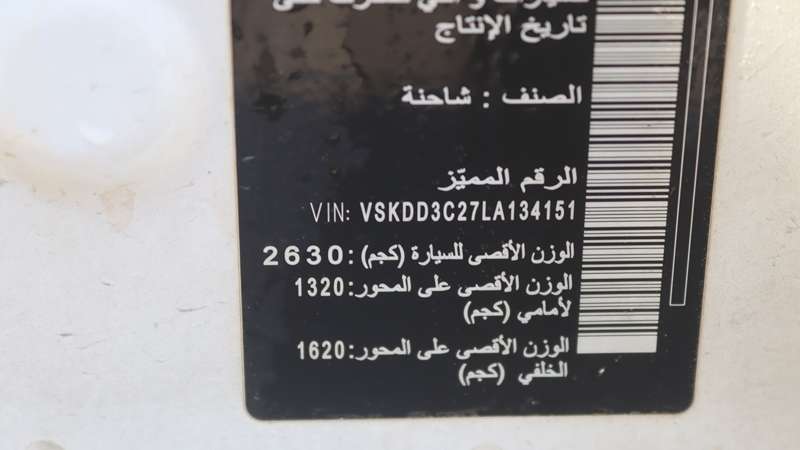 تاريخ الإنتاج
الصنف : شاحنة
الرقم المميّز
VIN: VSKDD3C27LA134151
الوزن الأقصى للسيارة (كجم): 2630
الوزن الأقصى على المحور: 1320
لأمامي (كجم)
الوزن الأقصى على المحور: 1620
الخلفي (كجم)